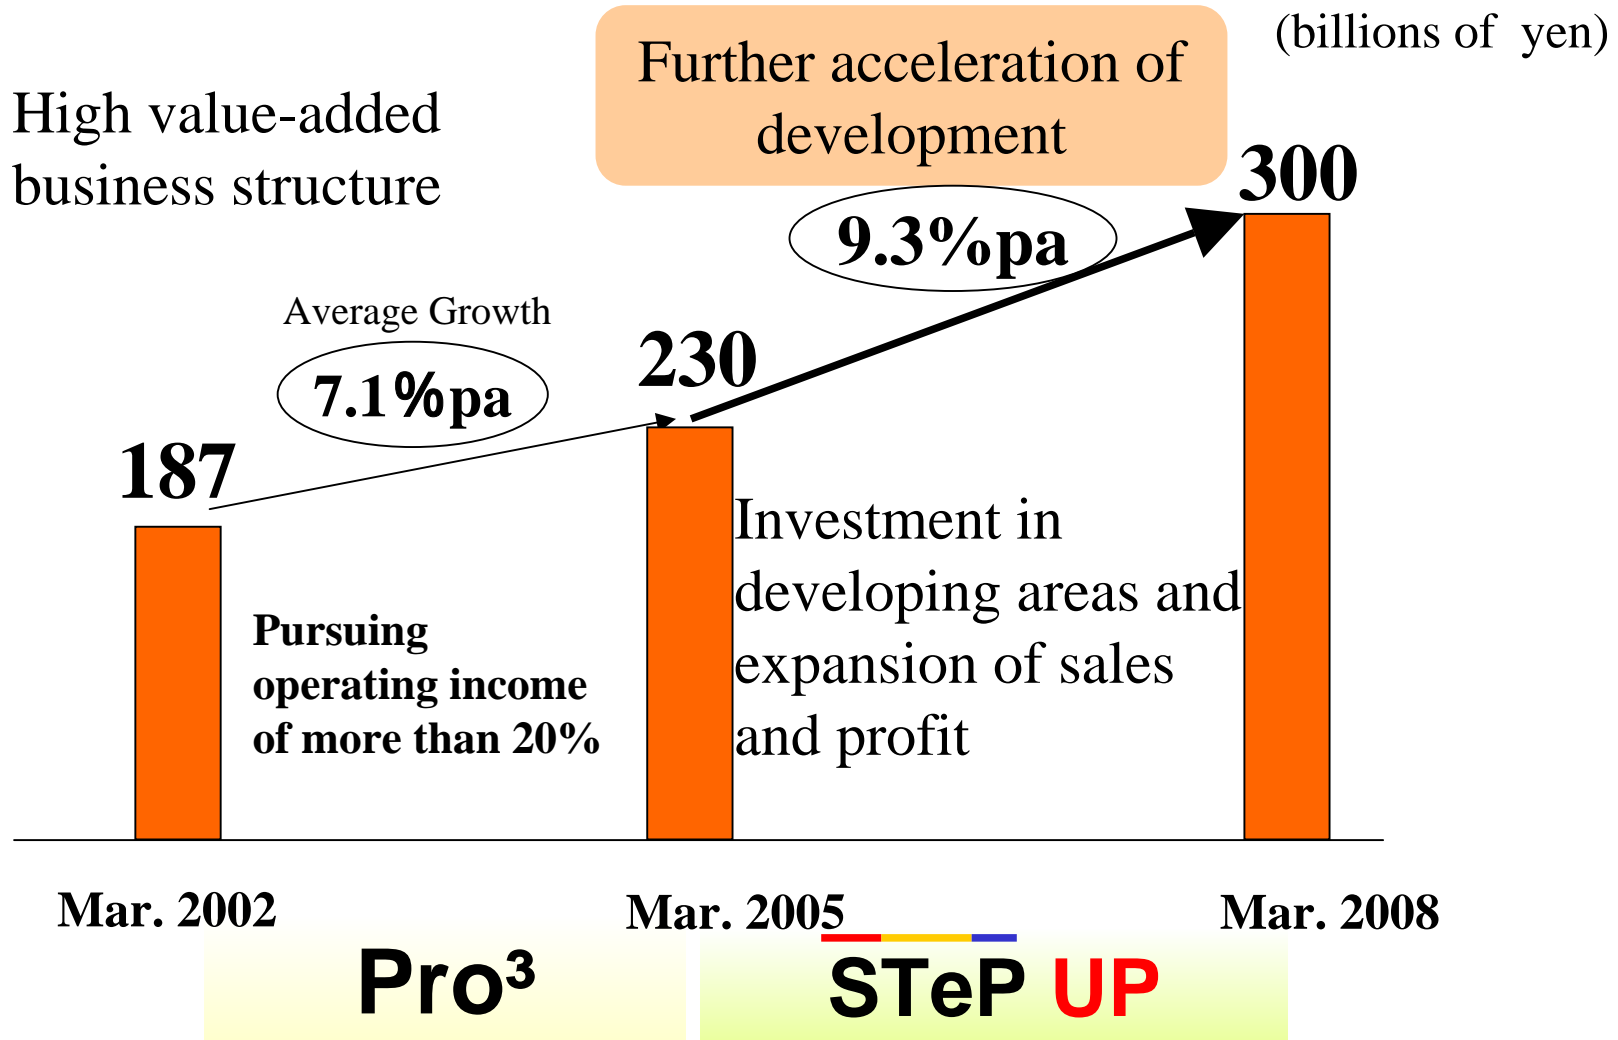 (billions of yen)
Further acceleration of
development
High value-added
business structure
300
9.3%pa
Average Growth
230
7.1%pa
187
Investment in
developing areas and
expansion of sales
and profit
Pursuing
operating income
of more than 20%
Mar. 2002
Mar. 2005
Mar. 2008
Pro³
STeP UP